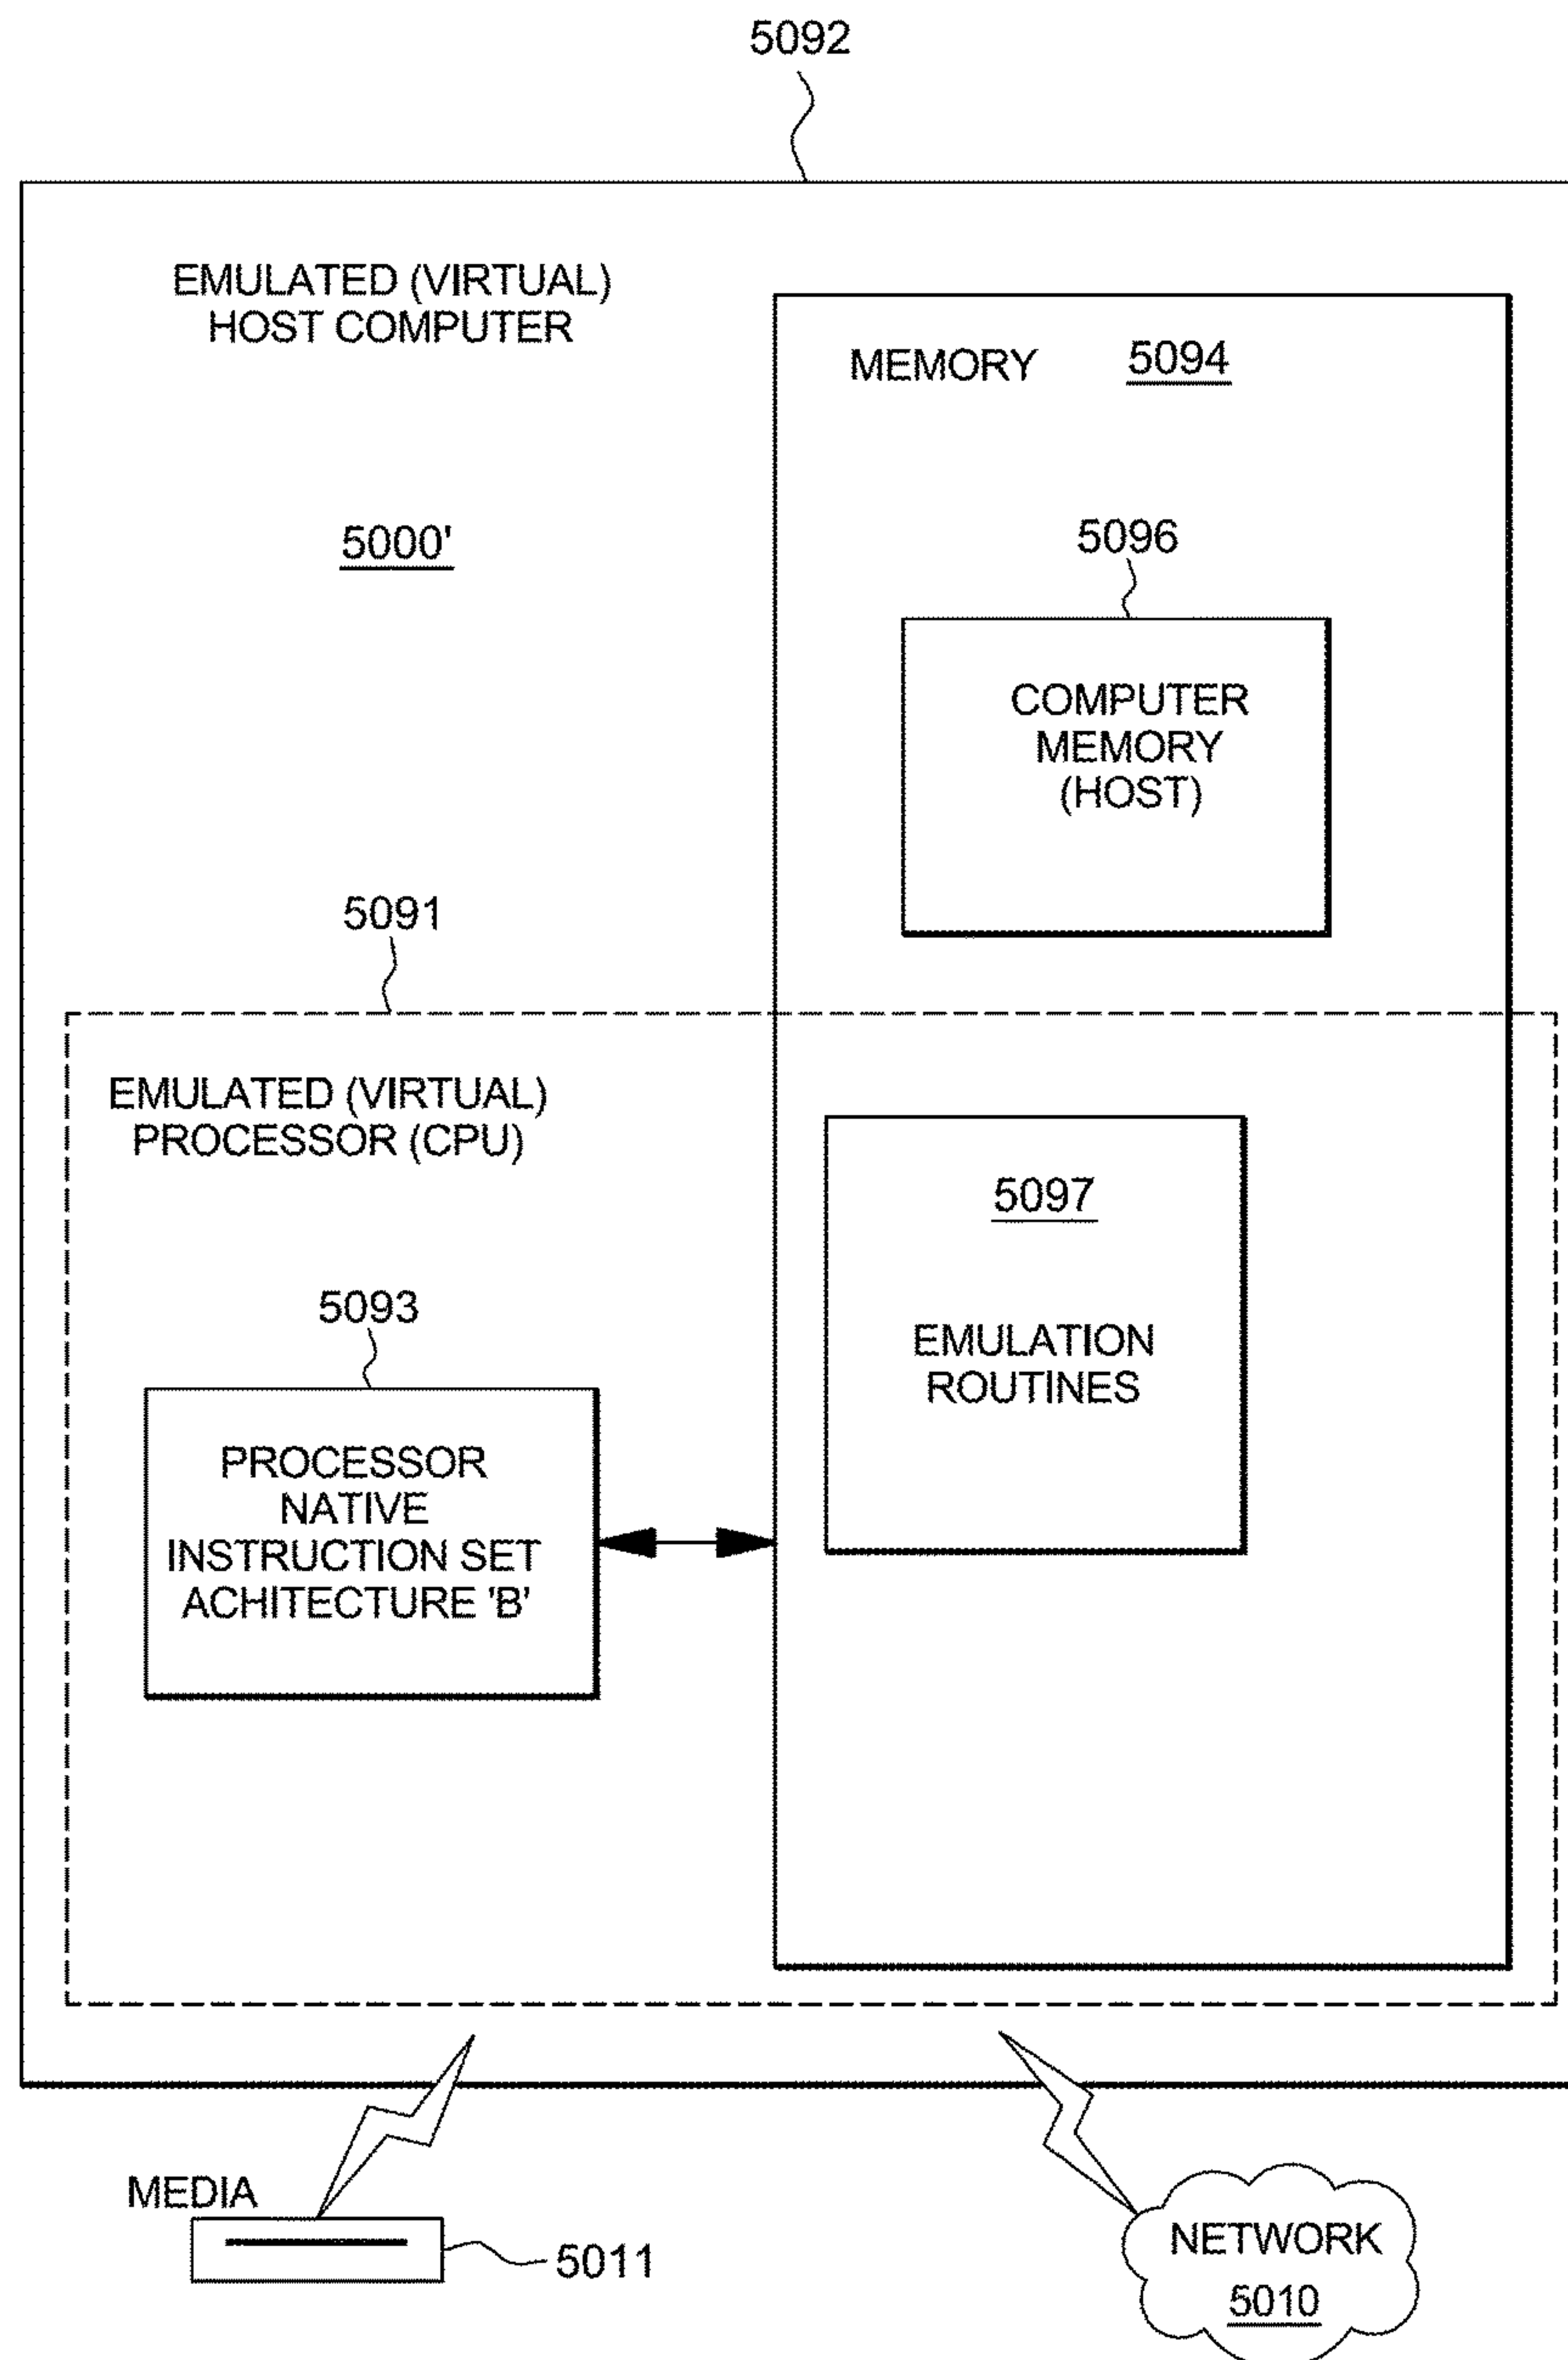 5092
EMULATED (VIRTUAL)
HOST COMPUTER
MEMORY 5094
5000'
5096
COMPUTER
MEMORY
(HOST)
5091
EMULATED (VIRTUAL)
PROCESSOR (CPU)
5097
EMULATION
ROUTINES
5093
PROCESSOR
NATIVE
INSTRUCTION SET
ACHITECTURE 'B'
MEDIA
5011
NETWORK
5010